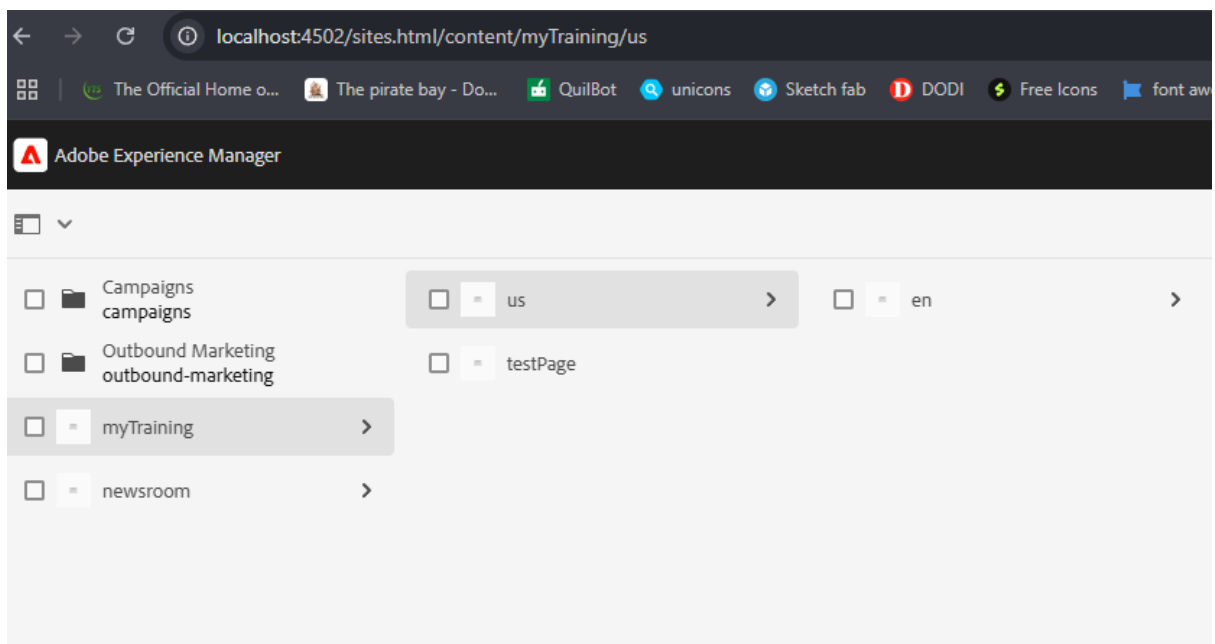 localhost:4502/sites.html/content/myTraining/us
The Official Home o... The pirate bay - Do... QuilBot unicons Sketch fab DODI Free Icons font aw
Adobe Experience Manager
Campaigns
campaigns
us
en
Outbound Marketing
outbound-marketing
testPage
myTraining
newsroom